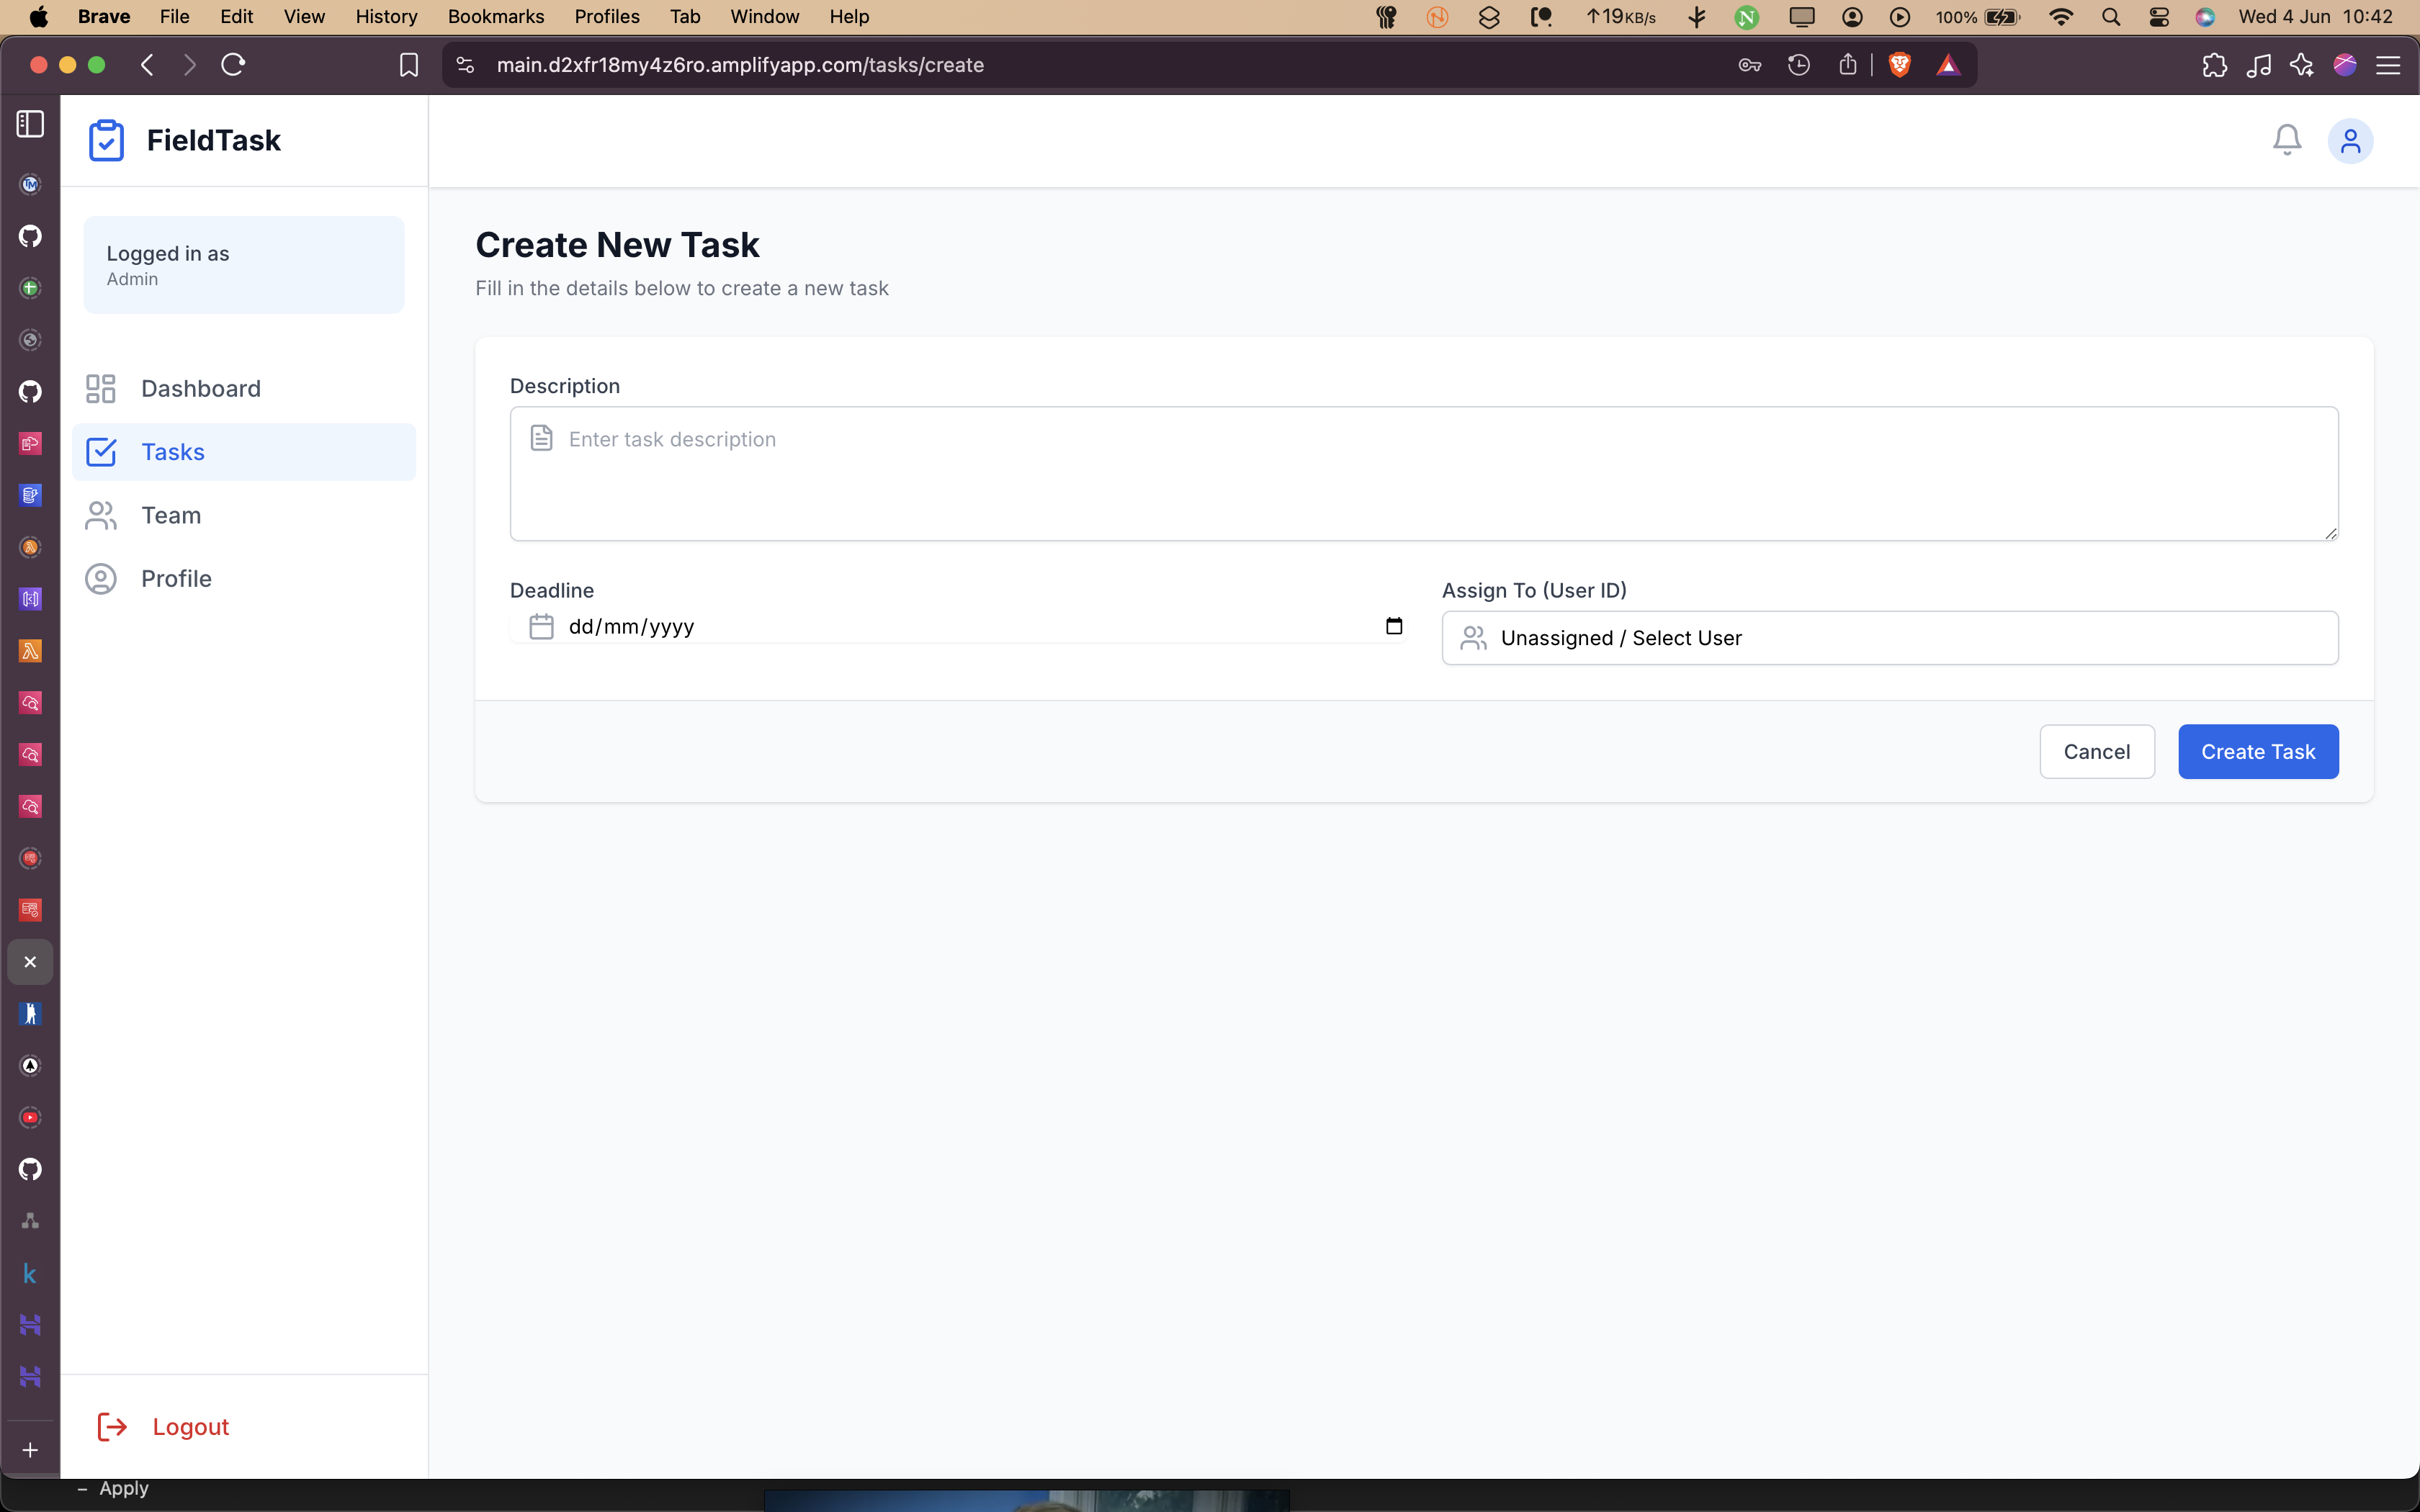 Brave File Edit View History Bookmarks Profiles Tab Window Help ↑19KB/s N 100% Wed 4 Jun 10:42
main.d2xfr18my4z6ro.amplifyapp.com/tasks/create
FieldTask
Logged in as
Admin
Dashboard
Tasks
Team
Profile
Logout
Create New Task
Fill in the details below to create a new task
Description
Enter task description
Deadline
dd/mm/yyyy
Assign To (User ID)
Unassigned / Select User
Cancel
Create Task
k
– Apply